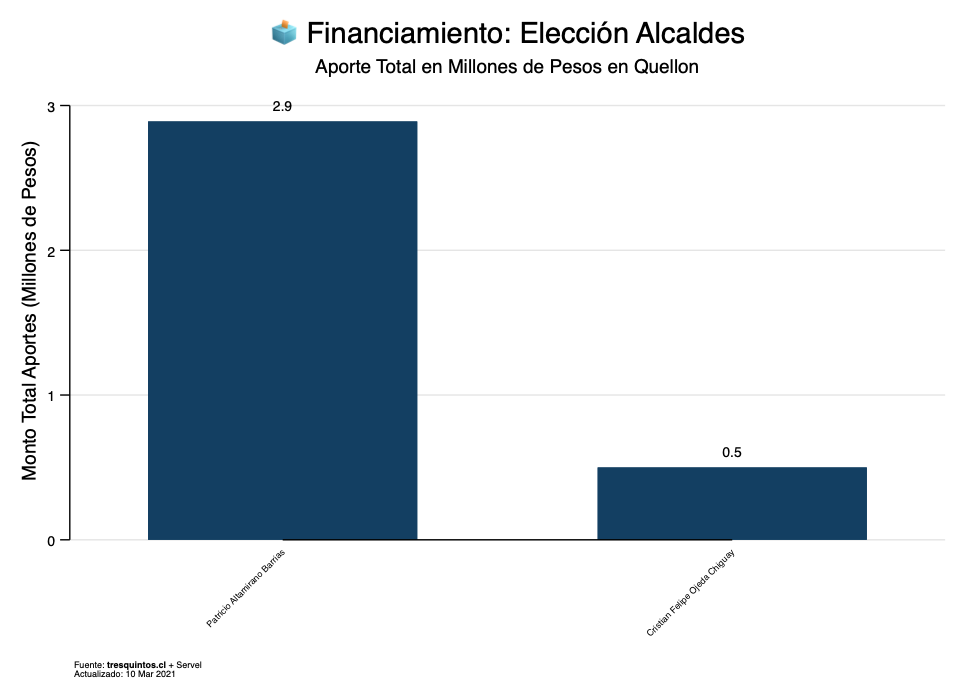 Financiamiento: Elección Alcaldes
Aporte Total en Millones de Pesos en Quellon
Monto Total Aportes (Millones de Pesos)
3
2
1
0
2.9
0.5
Patricio Altamirano Barrias
Cristian Felipe Ojeda Chiguay
Fuente: tresquintos.cl + Servel
Actualizado: 10 Mar 2021